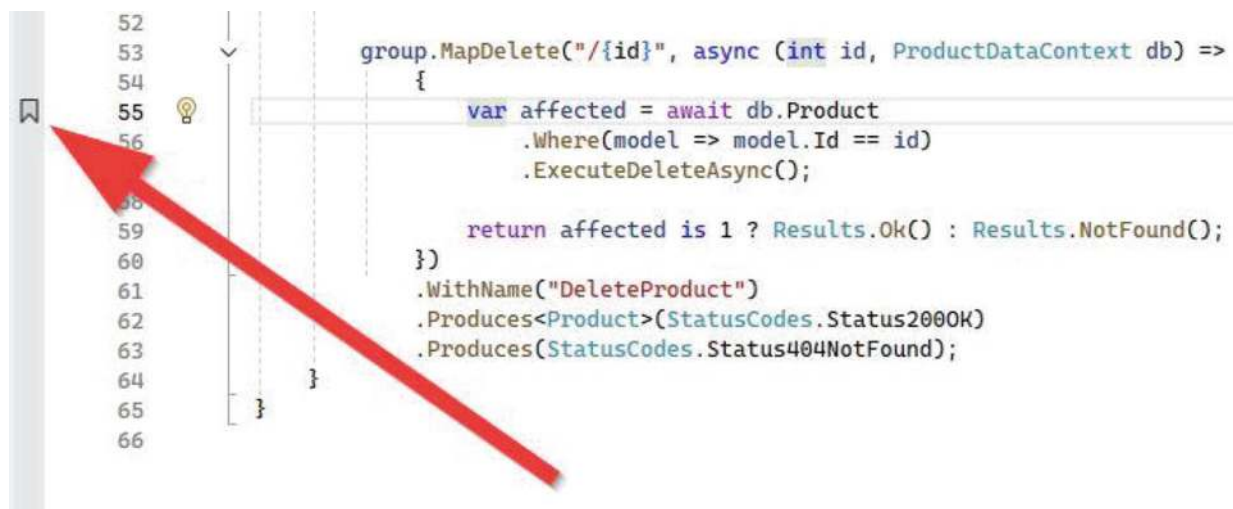 52
53 group.MapDelete("/{id}", async (int id, ProductDataContext db) =>
54 {
55 var affected = await db.Product
56 .Where(model => model.Id == id)
.ExecuteDeleteAsync();
58
59 return affected is 1 ? Results.Ok() : Results.NotFound();
60 })
61 .WithName("DeleteProduct")
62 .Produces<Product>(StatusCodes.Status200OK)
63 .Produces(StatusCodes.Status404NotFound);
64 }
65 }
66